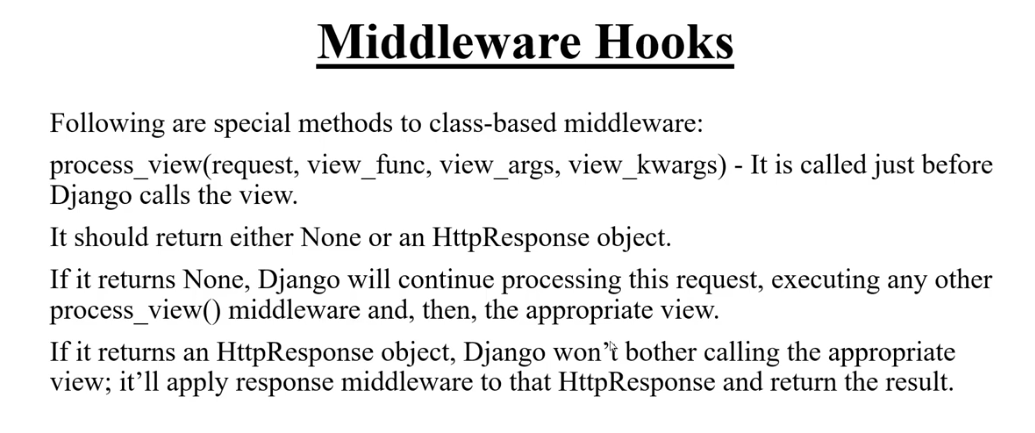 Middleware Hooks
Following are special methods to class-based middleware:
process_view(request, view_func, view_args, view_kwargs) - It is called just before
Django calls the view.
It should return either None or an HttpResponse object.
If it returns None, Django will continue processing this request, executing any other
process_view() middleware and, then, the appropriate view.
If it returns an HttpResponse object, Django won’t bother calling the appropriate
view; it’ll apply response middleware to that HttpResponse and return the result.